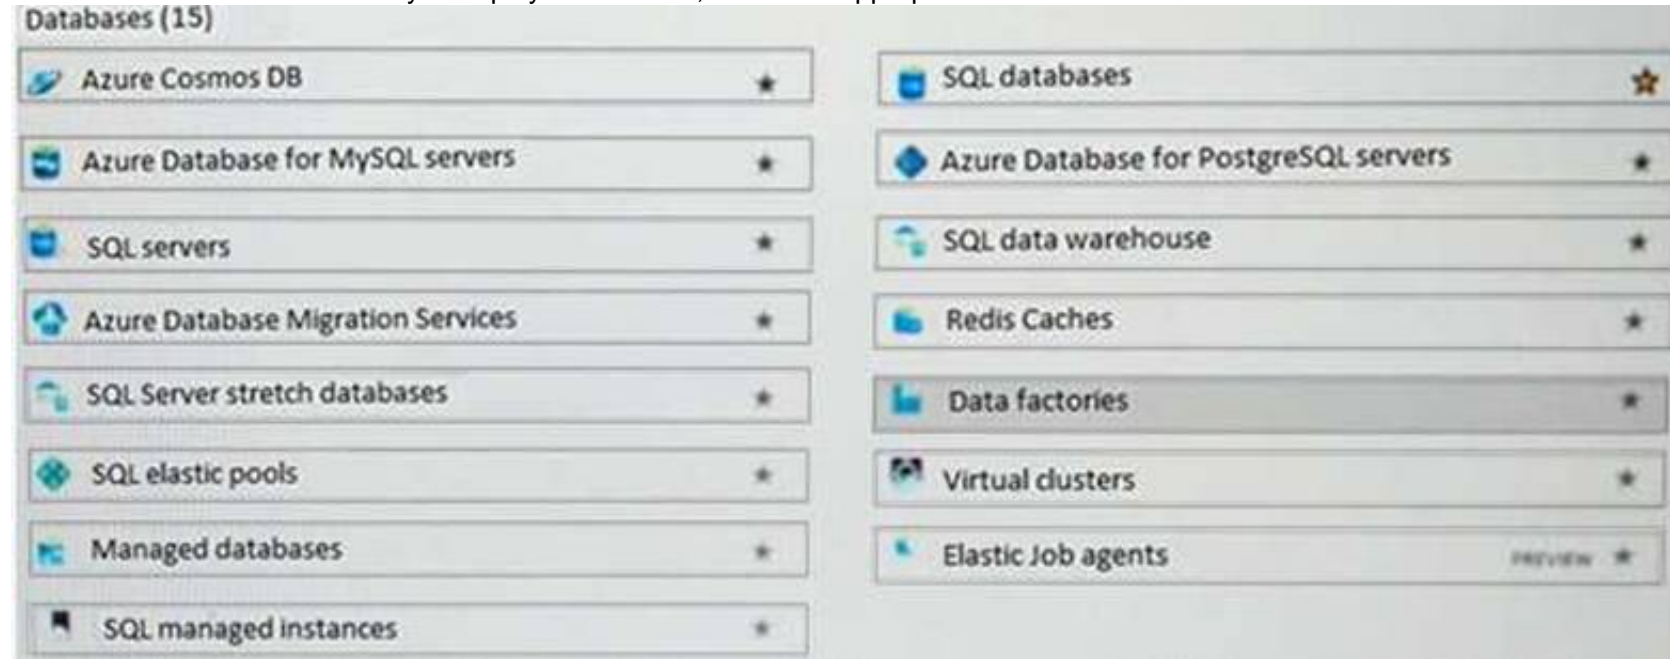 Databases (15)
Azure Cosmos DB
SQL databases
Azure Database for MySQL servers
Azure Database for PostgreSQL servers
SQL servers
SQL data warehouse
Azure Database Migration Services
Redis Caches
SQL Server stretch databases
Data factories
SQL elastic pools
Virtual clusters
Managed databases
Elastic Job agents
PREVIEW
SQL managed instances